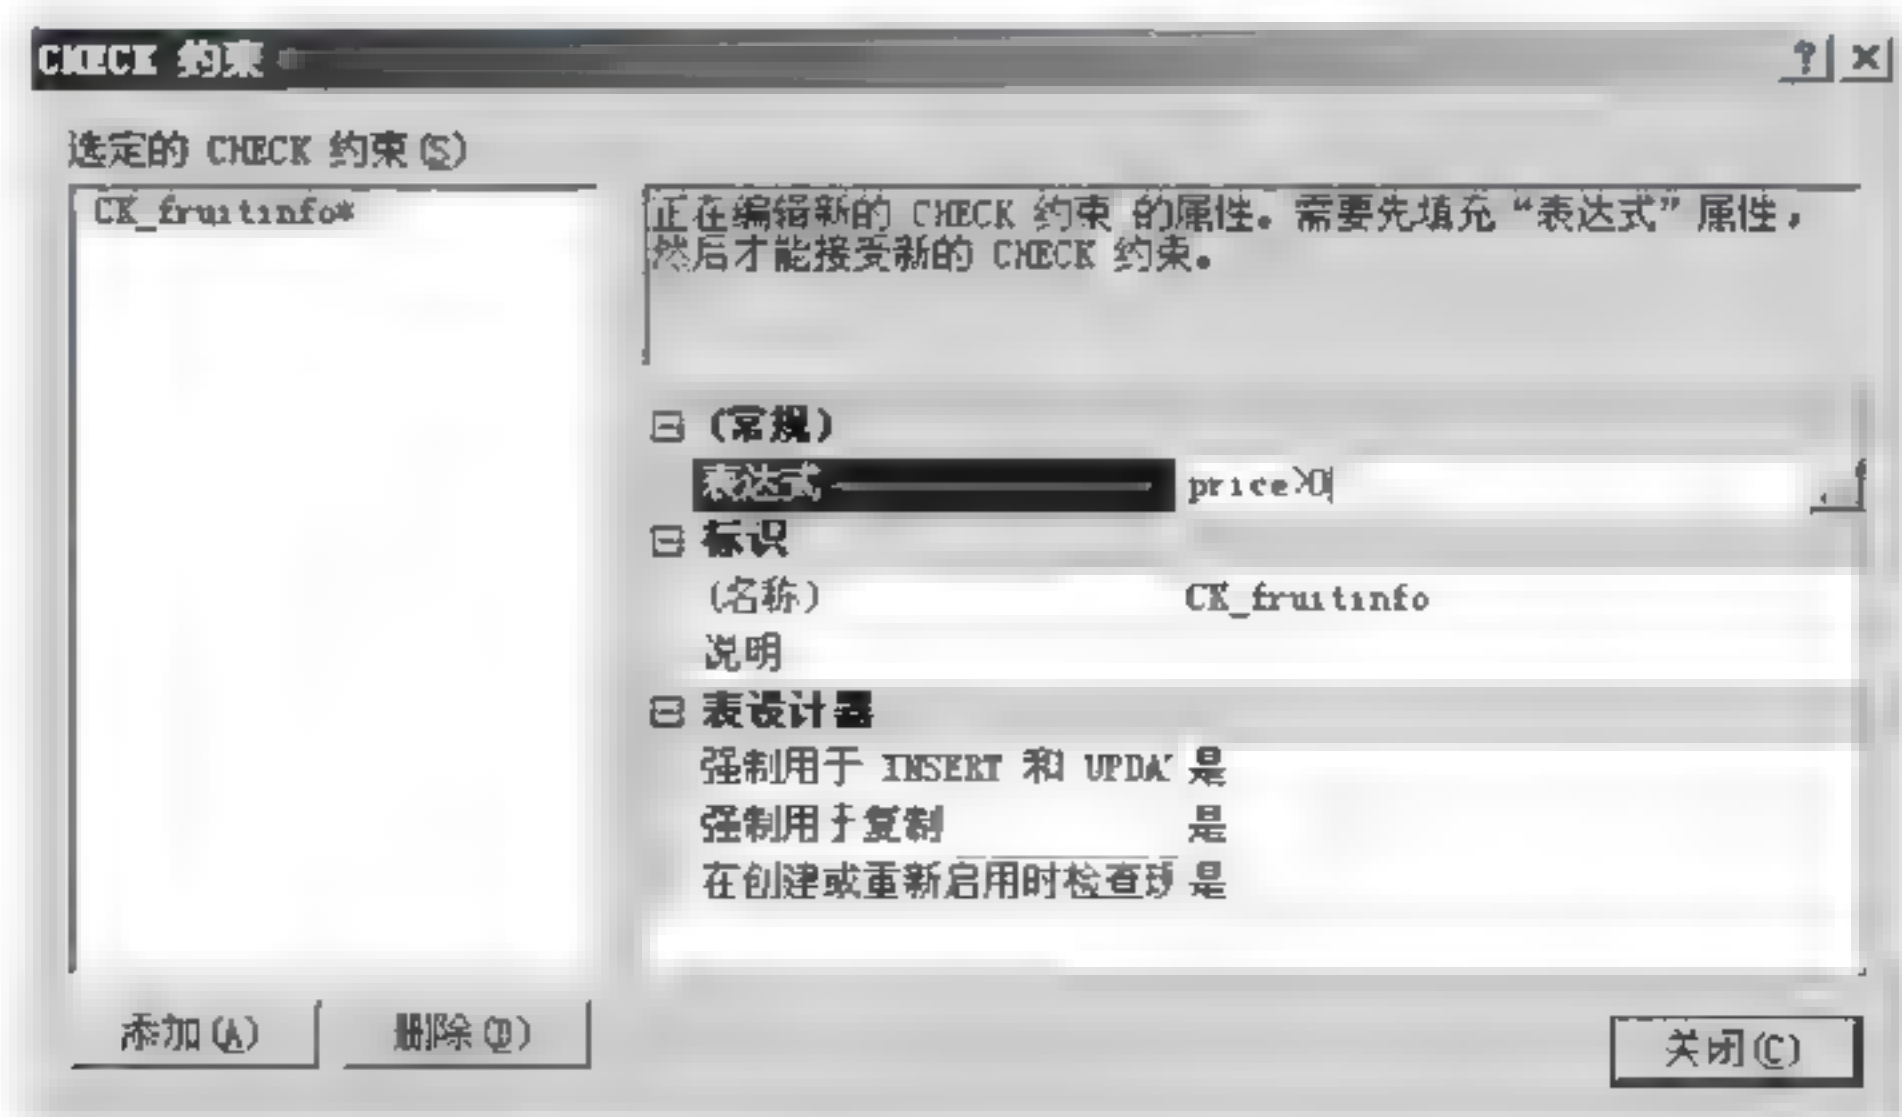 CHECK 约束
? ×
选定的 CHECK 约束(S)
CK_fruitinfo*
正在编辑新的 CHECK 约束 的属性。需要先填充“表达式”属性，
然后才能接受新的 CHECK 约束。
(常规)
表达式 price>0
标识
(名称) CK_fruitinfo
说明
表设计器
强制用于 INSERT 和 UPDA 是
强制用于复制 是
在创建或重新启用时检查现 是
添加(A) 删除(D)
关闭(C)